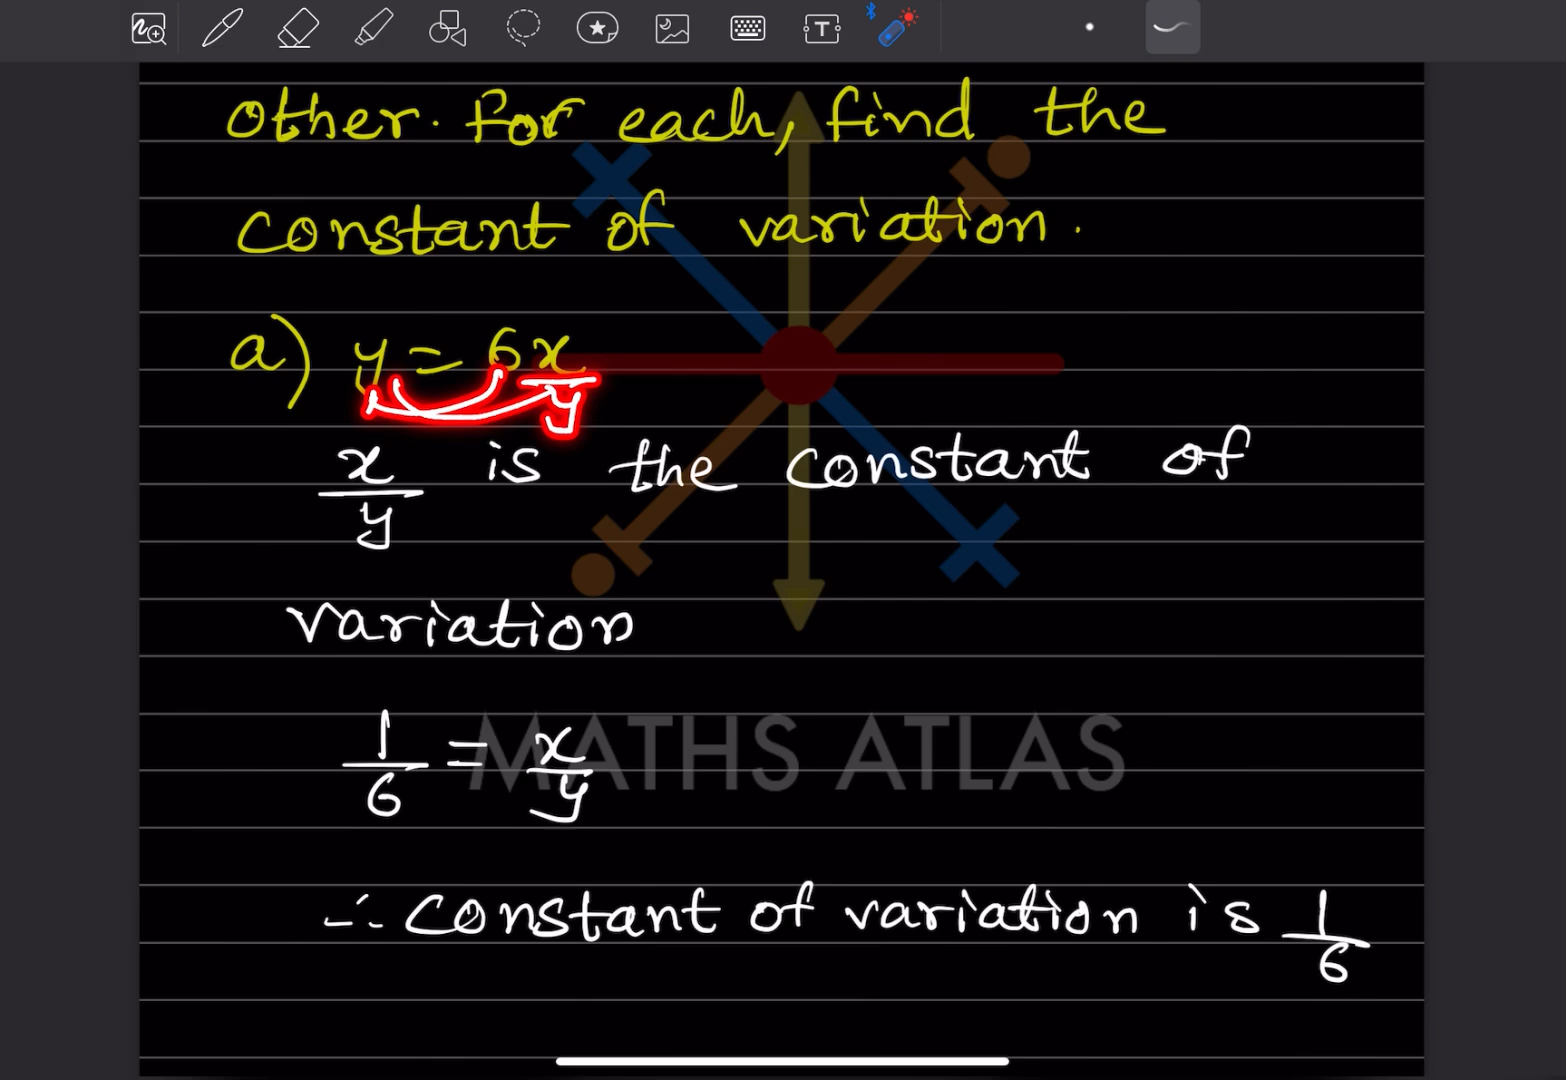 other. for each, find the
constant of variation.
a) y = 6x
y
x/y is the constant of
variation
1/6 = x/y
MATHS ATLAS
∴ constant of variation is 1/6